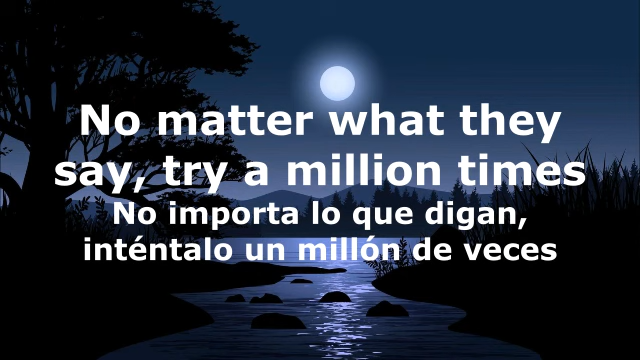 No matter what they
say, try a million times
No importa lo que digan,
inténtalo un millón de veces